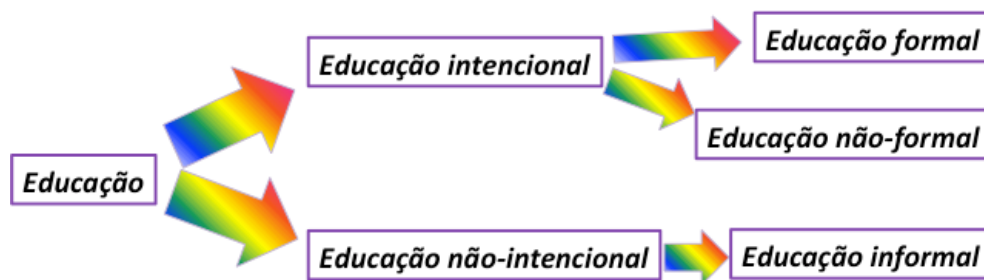 Educação formal
Educação intencional
Educação não-formal
Educação
Educação não-intencional
Educação informal